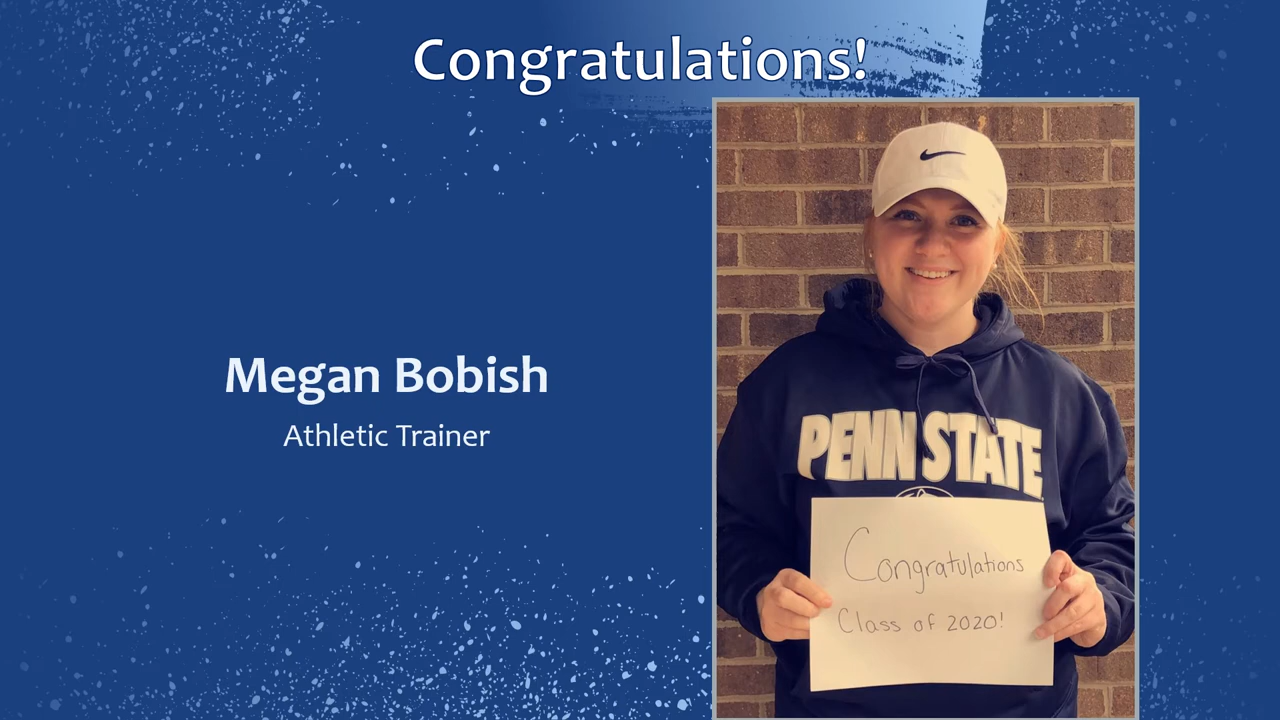 Congratulations!
Megan Bobish
Athletic Trainer
PENN STATE
Congratulations
Class of 2020!